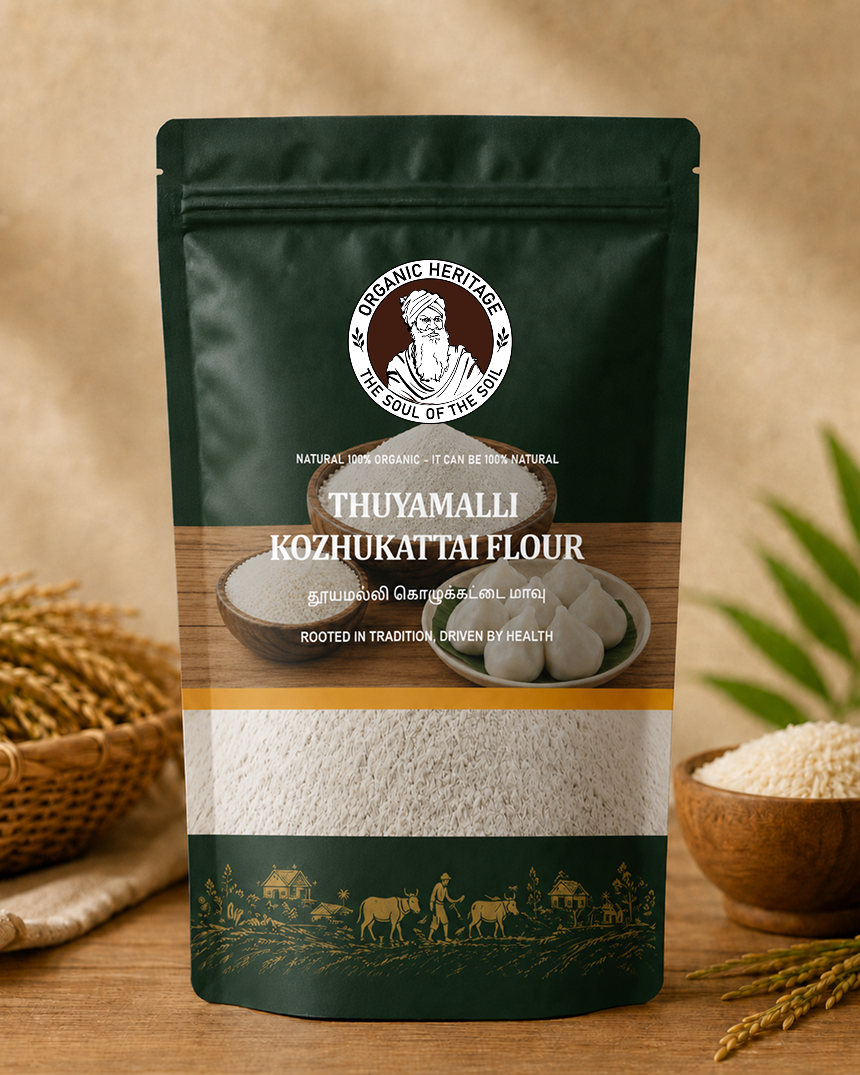 ORGANIC HERITAGE
THE SOUL OF THE SOIL
NATURAL 100% ORGANIC - IT CAN BE 100% NATURAL
THUYAMALLI
KOZHUKATTAI FLOUR
தூயமல்லி கொழுக்கட்டை மாவு
ROOTED IN TRADITION, DRIVEN BY HEALTH